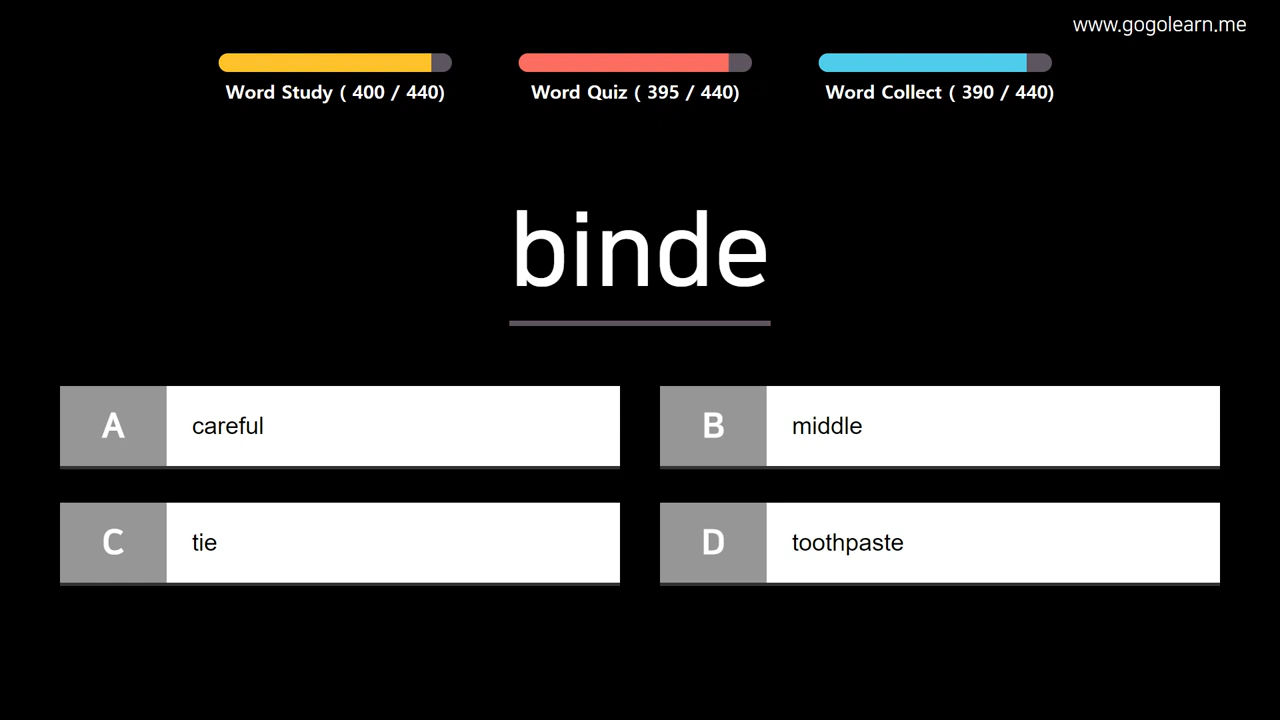 www.gogolearn.me
Word Study ( 400 / 440)
Word Quiz ( 395 / 440)
Word Collect ( 390 / 440)
binde
A careful
B middle
C tie
D toothpaste